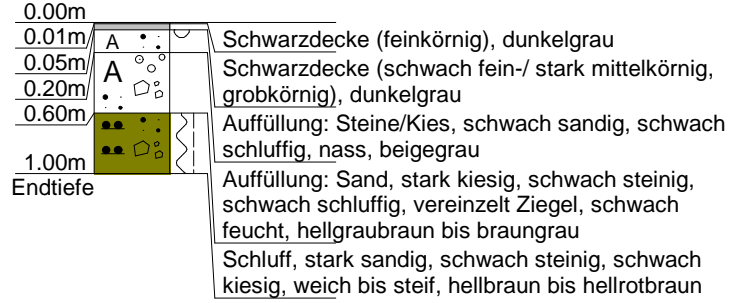 0.00m
0.01m
0.05m
0.20m
0.60m
1.00m
Endtiefe
A
A
Schwarzdecke (feinkörnig), dunkelgrau
Schwarzdecke (schwach fein-/ stark mittelkörnig,
grobkörnig), dunkelgrau
Auffüllung: Steine/Kies, schwach sandig, schwach
schluffig, nass, beigegrau
Auffüllung: Sand, stark kiesig, schwach steinig,
schwach schluffig, vereinzelt Ziegel, schwach
feucht, hellgraubraun bis braungrau
Schluff, stark sandig, schwach steinig, schwach
kiesig, weich bis steif, hellbraun bis hellrotbraun